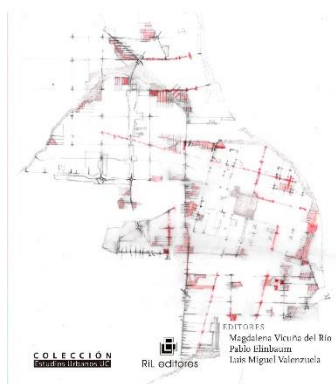 EDITORES
Magdalena Vicuña del Río
Pablo Elinbaum
Luis Miguel Valenzuela
COLECCIÓN
Estudios Urbanos UC
RiL editores